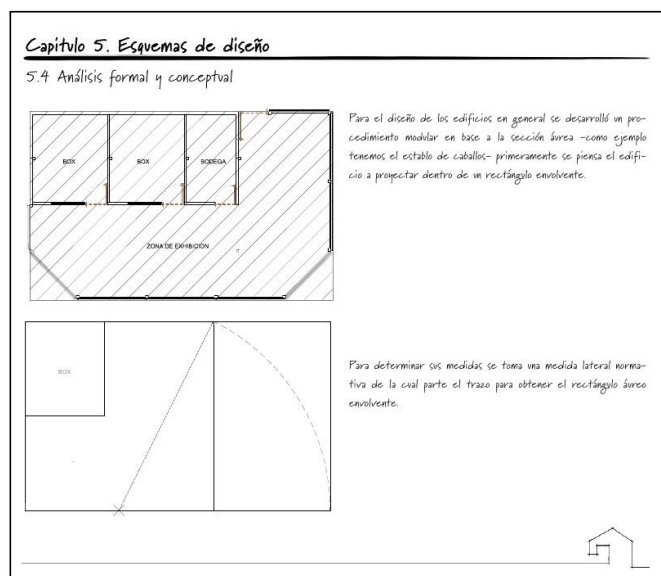 Capitulo 5. Esquemas de diseño
5.4 Análisis formal y conceptual
Para el diseño de los edificios en general se desarrolló un pro-
cedimiento modular en base a la sección áurea -como ejemplo
tenemos el establo de caballos- primeramente se piensa el edifi-
cio a proyectar dentro de un rectángulo envolvente.
BOX
BOX
BODEGA
ZONA DE EXHIBICION
BOX
Para determinar sus medidas se toma una medida lateral norma-
tiva de la cual parte el trazo para obtener el rectángulo áureo
envolvente.